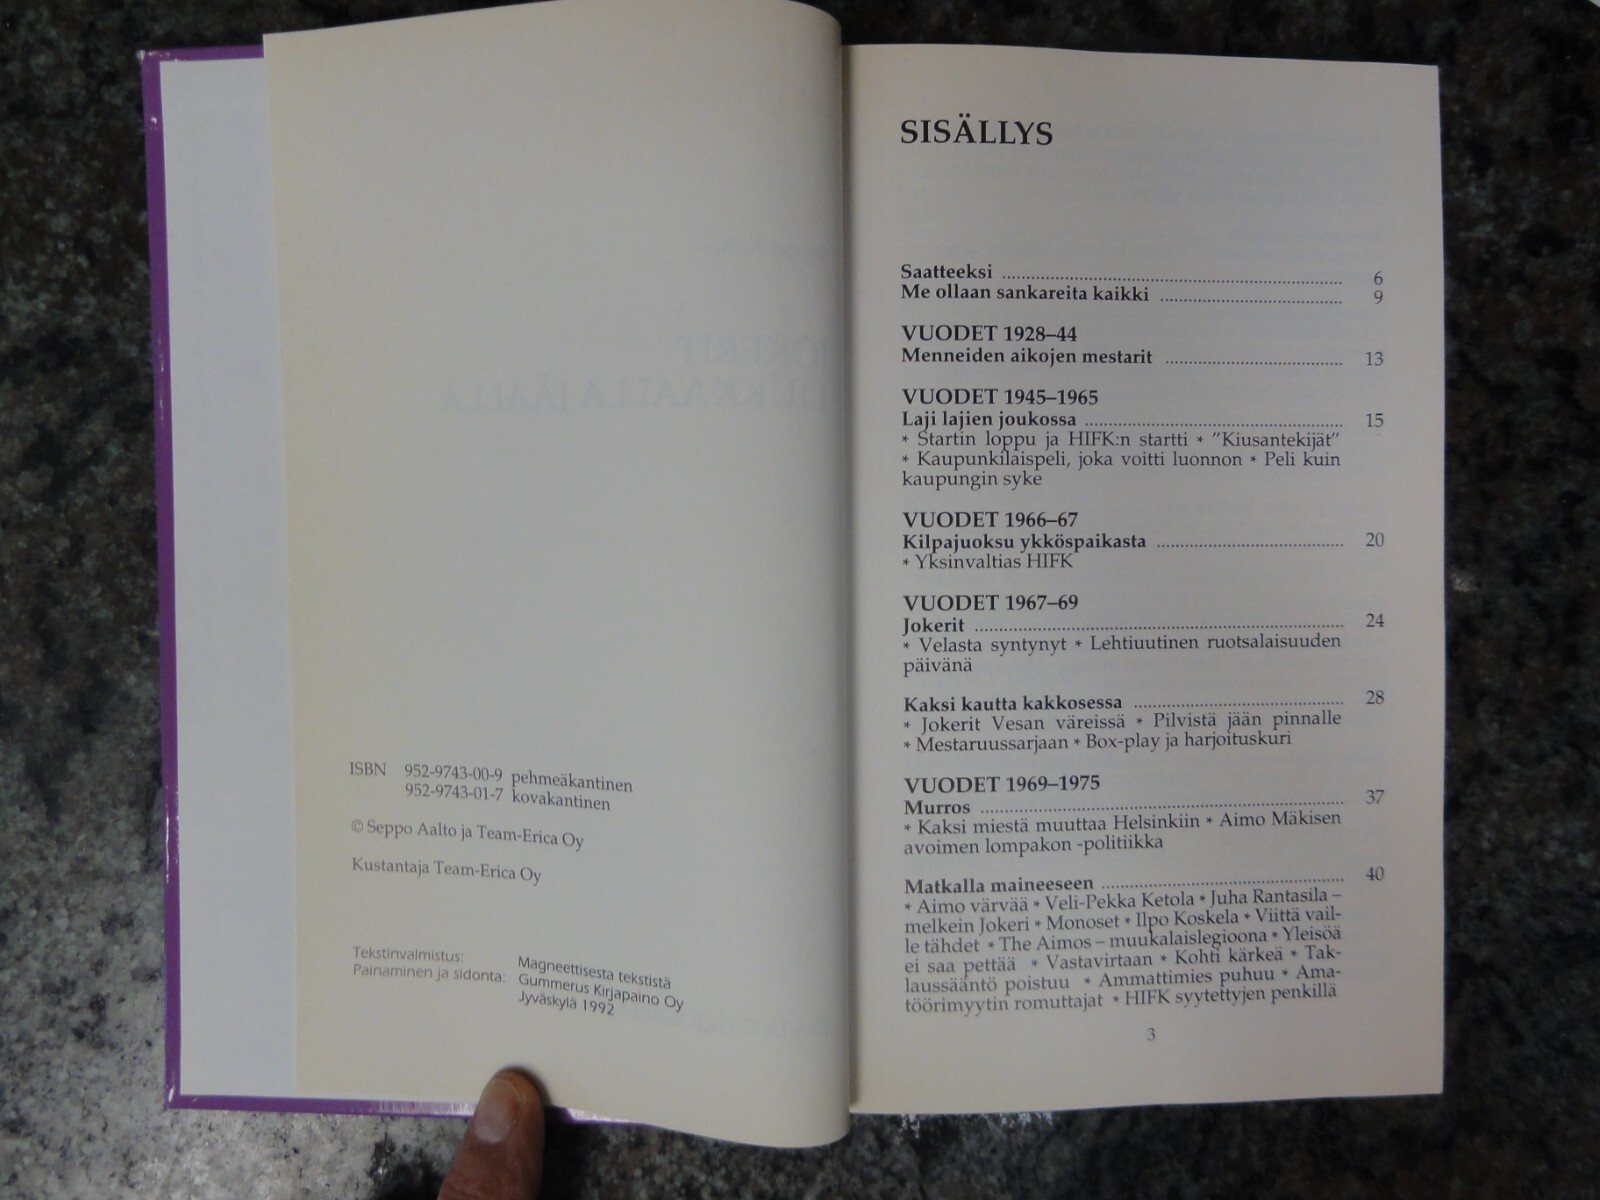 ISBN 952-9743-00-9 pehmeäkantinen
952-9743-01-7 kovakantinen
© Seppo Aalto ja Team-Erica Oy
Kustantaja Team-Erica Oy
Tekstinvalmistus: Magneettisesta tekstistä
Painaminen ja sidonta: Gummerus Kirjapaino Oy
Jyväskylä 1992
SISÄLLYS
Saatteeksi ........ 6
Me ollaan sankareita kaikki ........ 9
VUODET 1928–44
Menneiden aikojen mestarit ........ 13
VUODET 1945–1965
Laji lajien joukossa ........ 15
* Startin loppu ja HIFK:n startti * ”Kiusantekijät”
* Kaupunkilaispeli, joka voitti luonnon * Peli kuin
kaupungin syke
VUODET 1966–67
Kilpajuoksu ykköspaikasta ........ 20
* Yksinvaltias HIFK
VUODET 1967–69
Jokerit ........ 24
* Velasta syntynyt * Lehtiuutinen ruotsalaisuuden
päivänä
Kaksi kautta kakkosessa ........ 28
* Jokerit Vesan väreissä * Pilvistä jään pinnalle
* Mestaruussarjaan * Box-play ja harjoituskuri
VUODET 1969–1975
Murros ........ 37
* Kaksi miestä muuttaa Helsinkiin * Aimo Mäkisen
avoimen lompakon -politiikka
Matkalla maineeseen ........ 40
* Aimo värvää * Veli-Pekka Ketola * Juha Rantasila –
melkein Jokeri * Monoset * Ilpo Koskela * Viittä vail-
le tähdet * The Aimos – muukalaislegioona * Yleisöä
ei saa pettää * Vastavirtaan * Kohti kärkeä * Tak-
laussääntö poistuu * Ammattimies puhuu * Ama-
töörimyytin romuttajat * HIFK syytettyjen penkillä
3